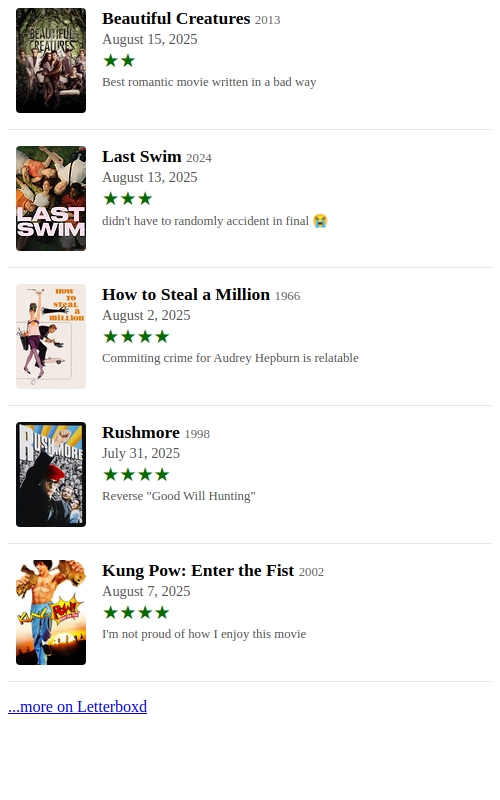 BEAUTIFUL
CREATURES
Beautiful Creatures 2013
August 15, 2025
★★
Best romantic movie written in a bad way
LAST
SWIM
Last Swim 2024
August 13, 2025
★★★
didn't have to randomly accident in final 😭
HOW
TO
STEAL
a
MILLION
How to Steal a Million 1966
August 2, 2025
★★★★
Commiting crime for Audrey Hepburn is relatable
RUSHMORE
Rushmore 1998
July 31, 2025
★★★★
Reverse "Good Will Hunting"
KUNG
POW!
Kung Pow: Enter the Fist 2002
August 7, 2025
★★★★
I'm not proud of how I enjoy this movie
...more on Letterboxd